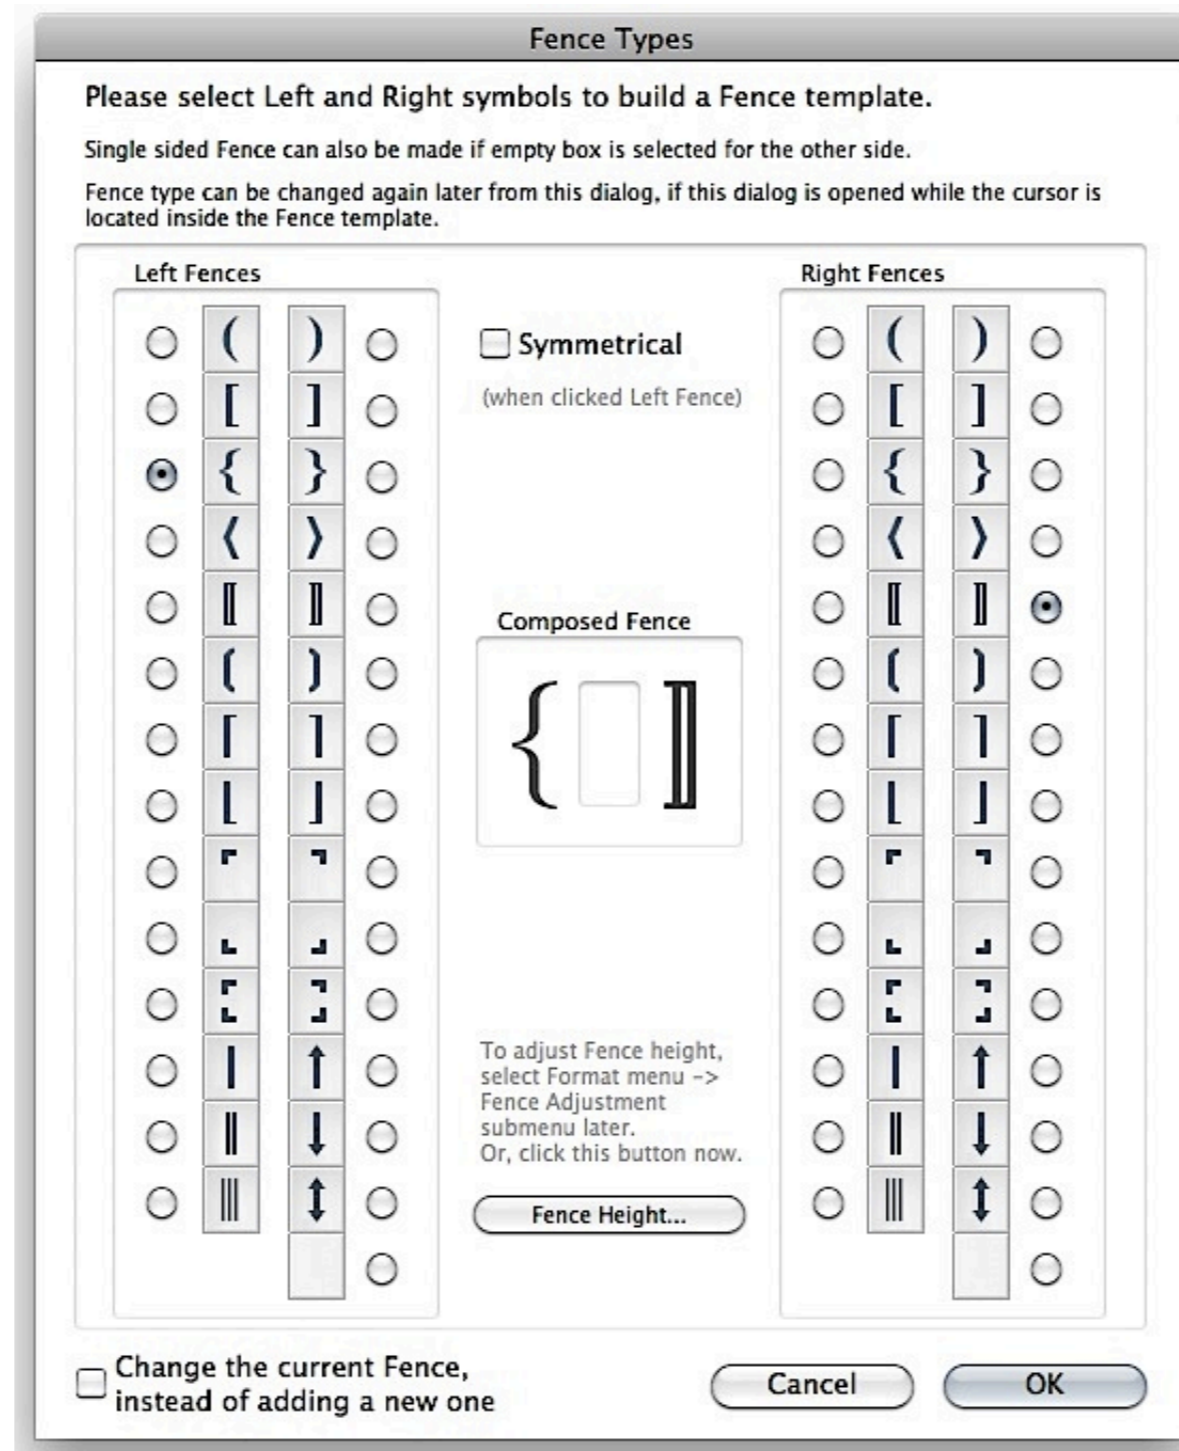 Fence Types
Please select Left and Right symbols to build a Fence template.
Single sided Fence can also be made if empty box is selected for the other side.
Fence type can be changed again later from this dialog, if this dialog is opened while the cursor is
located inside the Fence template.
Left Fences
Right Fences
( ) ( )
[ ] [ ]
{ } { }
⟨ ⟩ ⟨ ⟩
⟦ ⟧ ⟦ ⟧
❲ ❳ ❲ ❳
⌈ ⌉ ⌈ ⌉
⌊ ⌋ ⌊ ⌋
⌜ ⌝ ⌜ ⌝
⌞ ⌟ ⌞ ⌟
⌜⌞ ⌝⌟ ⌜⌞ ⌝⌟
| ↑ | ↑
‖ ↓ ‖ ↓
⦀ ↕ ⦀ ↕
Symmetrical
(when clicked Left Fence)
Composed Fence
{ ⟧
To adjust Fence height,
select Format menu ->
Fence Adjustment
submenu later.
Or, click this button now.
Fence Height...
Change the current Fence,
instead of adding a new one
Cancel
OK